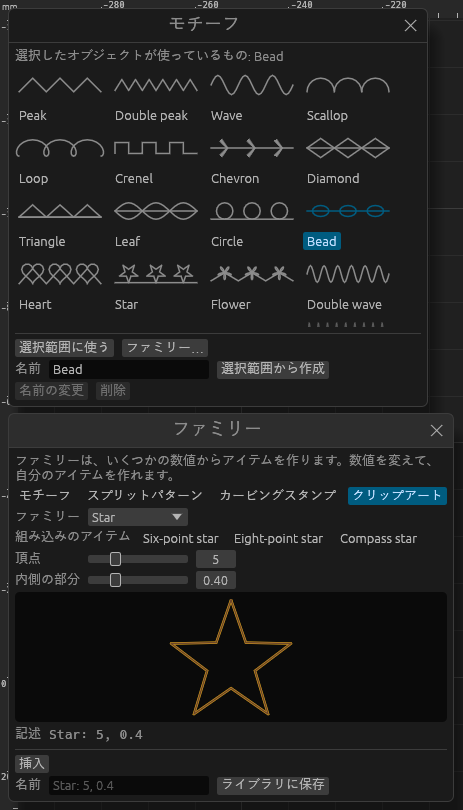 mm -280 -260 -240 -220
モチーフ
選択したオブジェクトが使っているもの: Bead
Peak Double peak Wave Scallop
Loop Crenel Chevron Diamond
Triangle Leaf Circle Bead
Heart Star Flower Double wave
選択範囲に使う ファミリー...
名前 Bead 選択範囲から作成
名前の変更 削除
ファミリー
ファミリーは、いくつかの数値からアイテムを作ります。数値を変えて、
自分のアイテムを作れます。
モチーフ スプリットパターン カービングスタンプ クリップアート
ファミリー Star
組み込みのアイテム Six-point star Eight-point star Compass star
頂点 5
内側の部分 0.40
記述 Star: 5, 0.4
挿入
名前 Star: 5, 0.4 ライブラリに保存